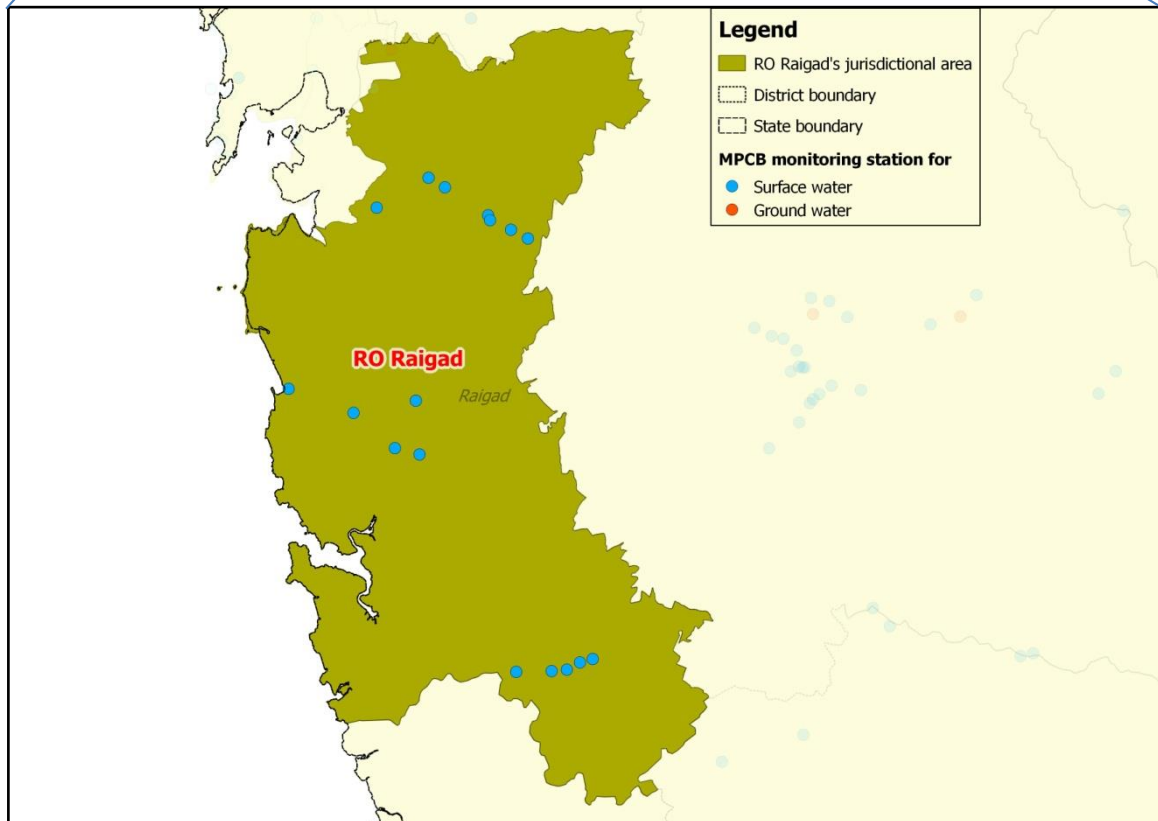 Legend
RO Raigad's jurisdictional area
District boundary
State boundary
MPCB monitoring station for
Surface water
Ground water
RO Raigad
Raigad